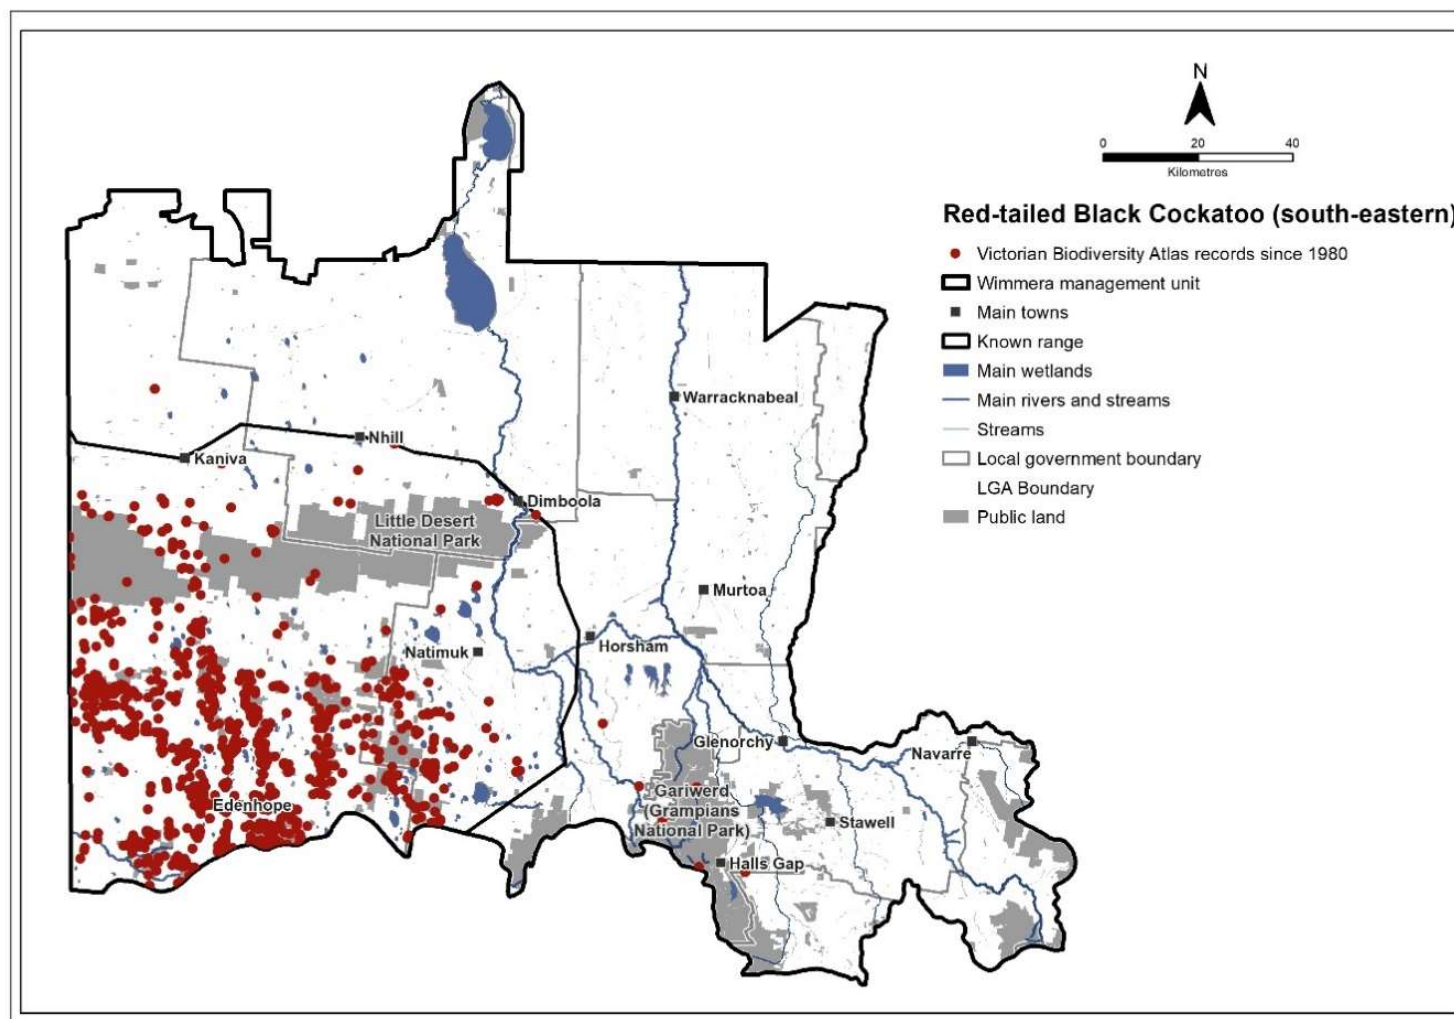 N
0 20 40
Kilometres
Red-tailed Black Cockatoo (south-eastern)
Victorian Biodiversity Atlas records since 1980
Wimmera management unit
Main towns
Known range
Main wetlands
Main rivers and streams
Streams
Local government boundary
LGA Boundary
Public land
Warracknabeal
Nhill
Kaniva
Dimboola
Little Desert
National Park
Murtoa
Horsham
Natimuk
Glenorchy
Navarre
Gariwerd
(Grampians
National Park)
Edenhope
Stawell
Halls Gap